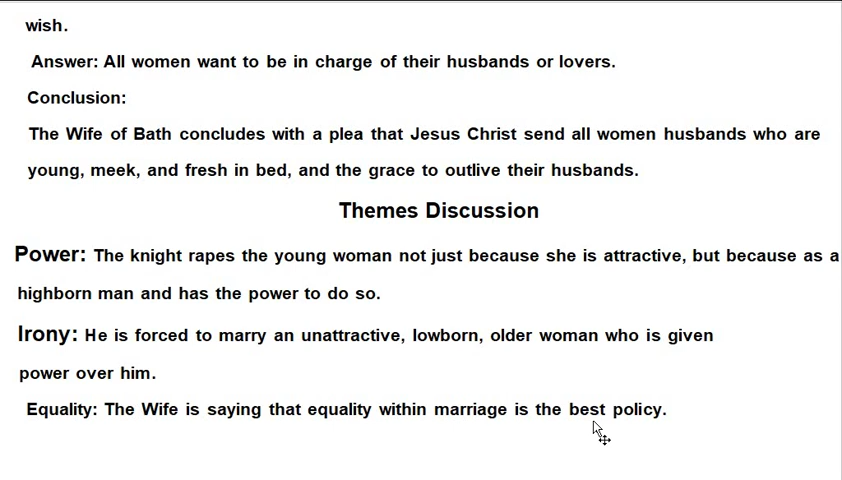 wish.
Answer: All women want to be in charge of their husbands or lovers.
Conclusion:
The Wife of Bath concludes with a plea that Jesus Christ send all women husbands who are
young, meek, and fresh in bed, and the grace to outlive their husbands.
Themes Discussion
Power: The knight rapes the young woman not just because she is attractive, but because as a
highborn man and has the power to do so.
Irony: He is forced to marry an unattractive, lowborn, older woman who is given
power over him.
Equality: The Wife is saying that equality within marriage is the best policy.